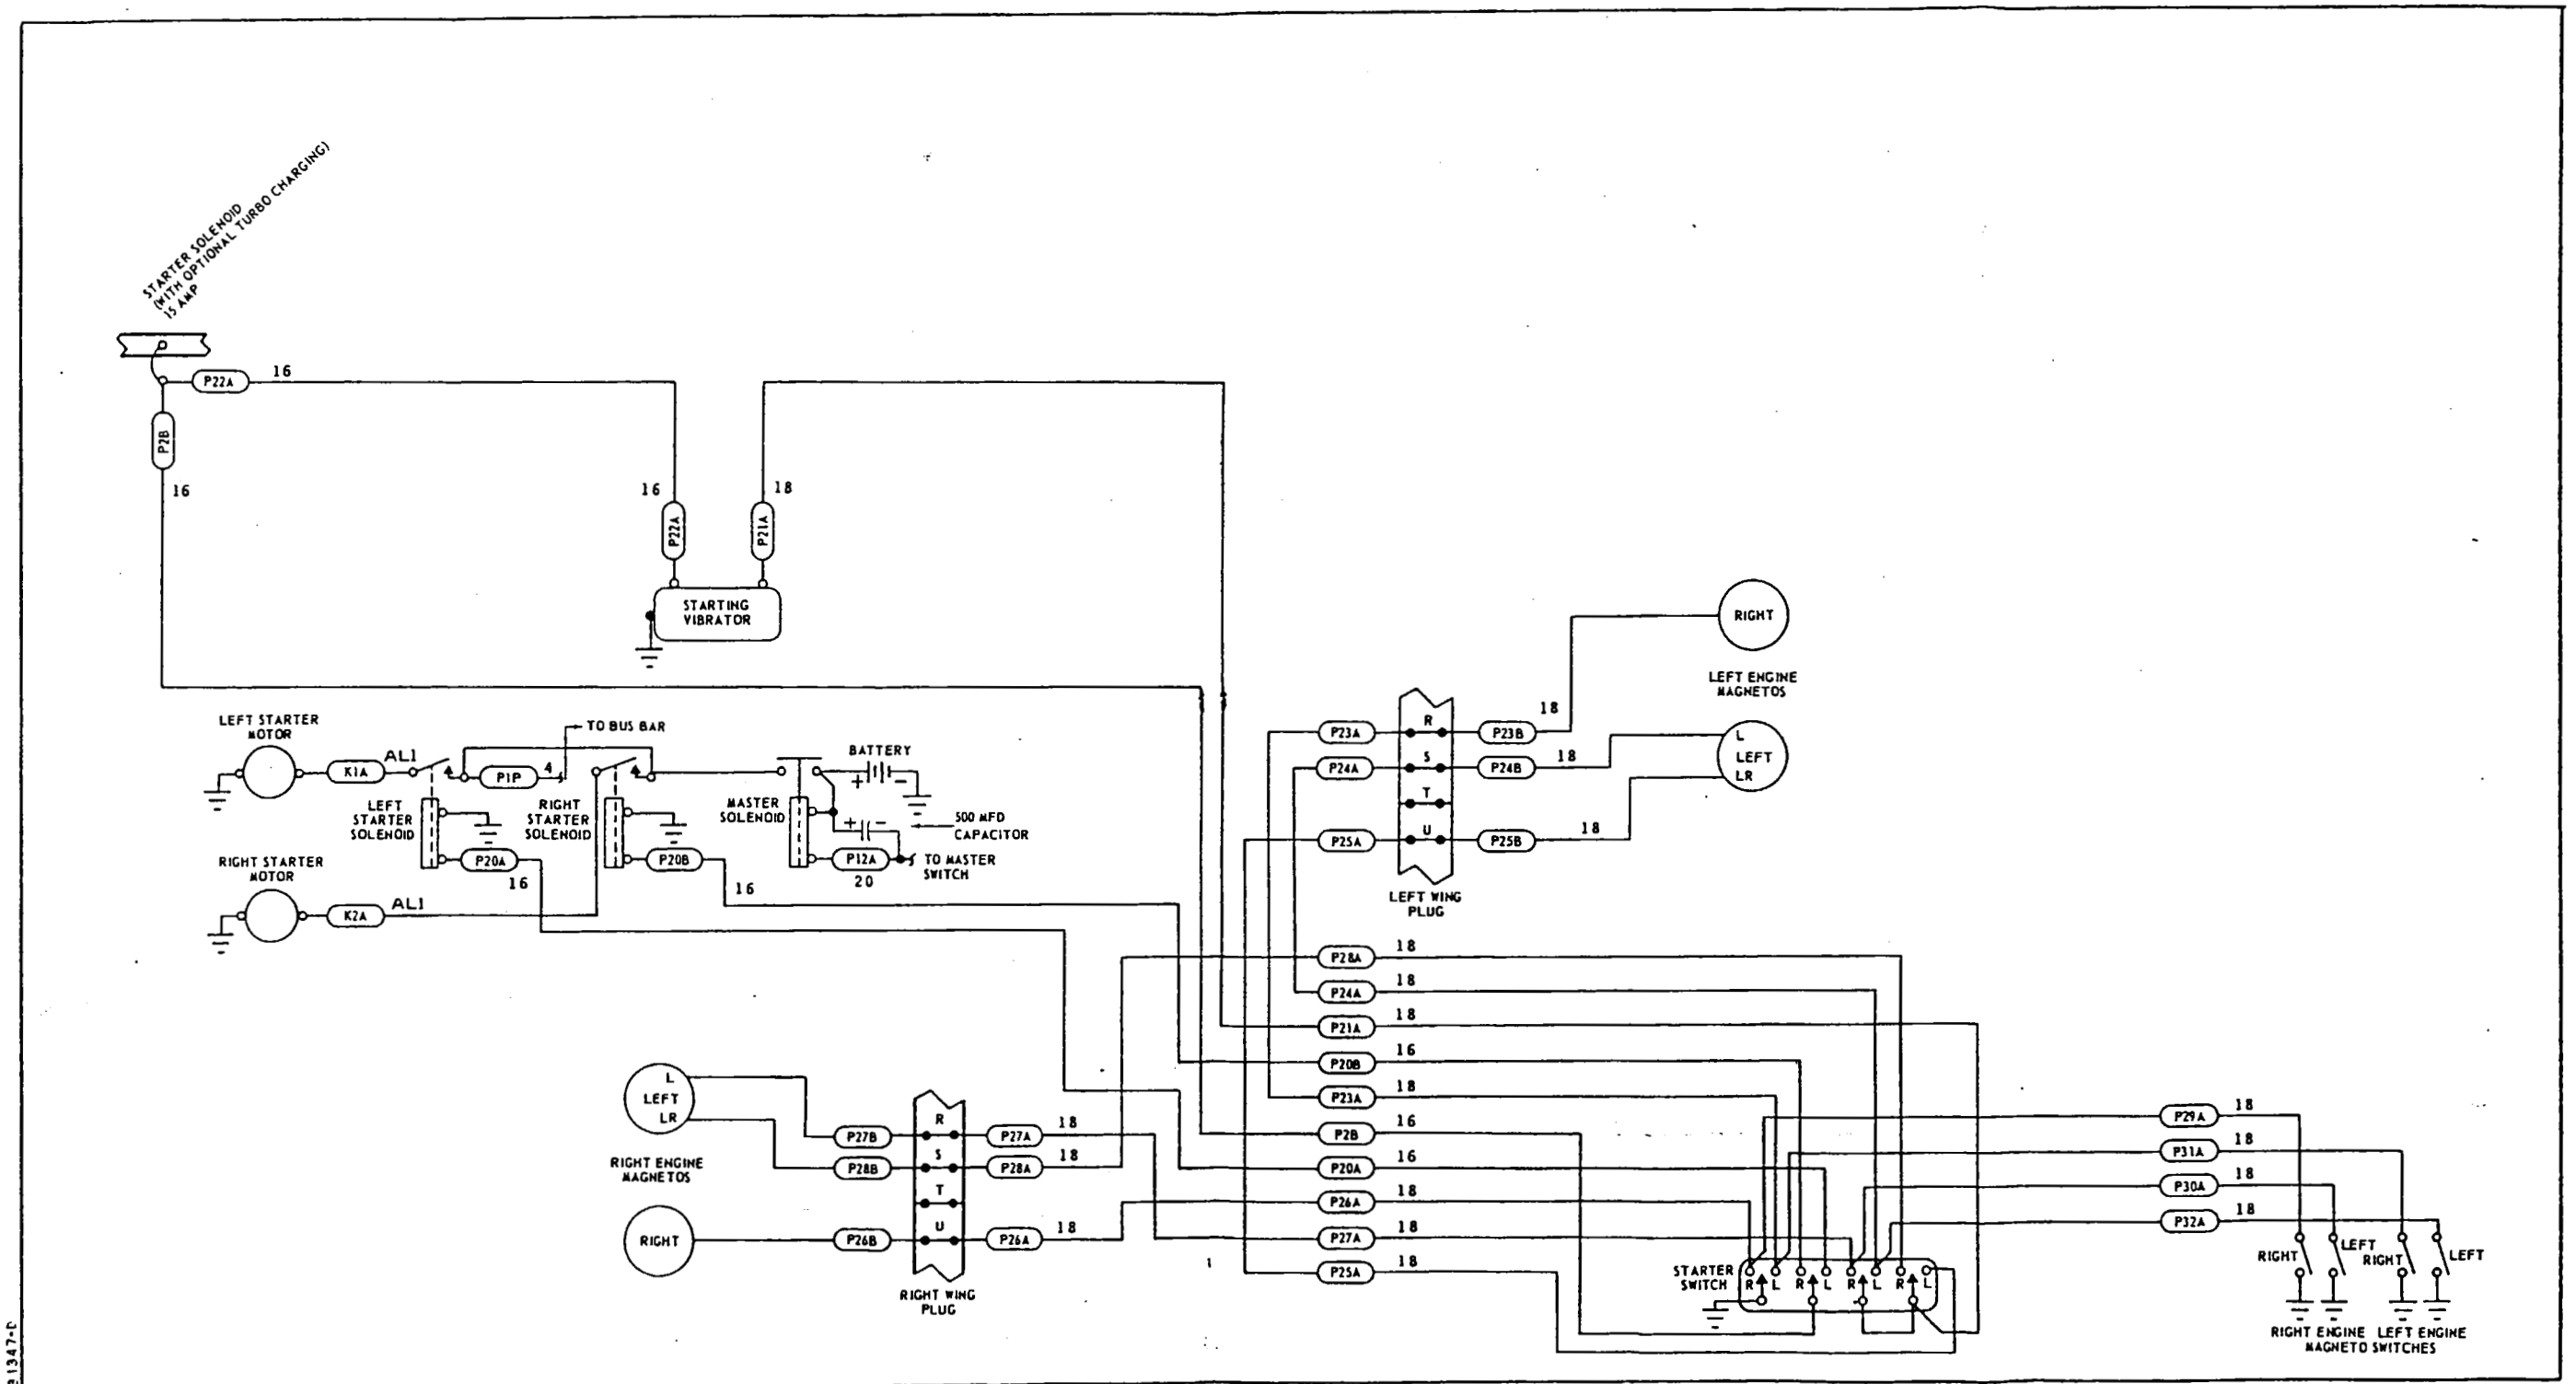 STARTER SOLENOID
(WITH OPTIONAL TURBO CHARGING)
15 AMP
P22A
16
P2B
16
16
P22A
18
P21A
STARTING
VIBRATOR
LEFT STARTER
MOTOR
K1A
AL1
TO BUS BAR
P1P
4
BATTERY
+
-
LEFT
STARTER
SOLENOID
RIGHT
STARTER
SOLENOID
MASTER
SOLENOID
+
-
500 MFD
CAPACITOR
P20A
16
P20B
16
P12A
20
TO MASTER
SWITCH
RIGHT STARTER
MOTOR
K2A
AL1
RIGHT
LEFT ENGINE
MAGNETOS
L
LEFT
LR
P23A
R
P23B
18
P24A
S
P24B
18
T
P25A
U
P25B
18
LEFT WING
PLUG
P28A
18
P24A
18
P21A
18
P20B
16
P23A
18
P2B
16
P20A
16
P26A
18
P27A
18
P25A
18
L
LEFT
LR
RIGHT ENGINE
MAGNETOS
RIGHT
P27B
R
P27A
18
P28B
S
P28A
18
T
P26B
U
P26A
18
RIGHT WING
PLUG
STARTER
SWITCH
R
L
R
L
R
L
R
L
P29A
18
P31A
18
P30A
18
P32A
18
RIGHT
LEFT
RIGHT
LEFT
RIGHT ENGINE LEFT ENGINE
MAGNETO SWITCHES
1347-D